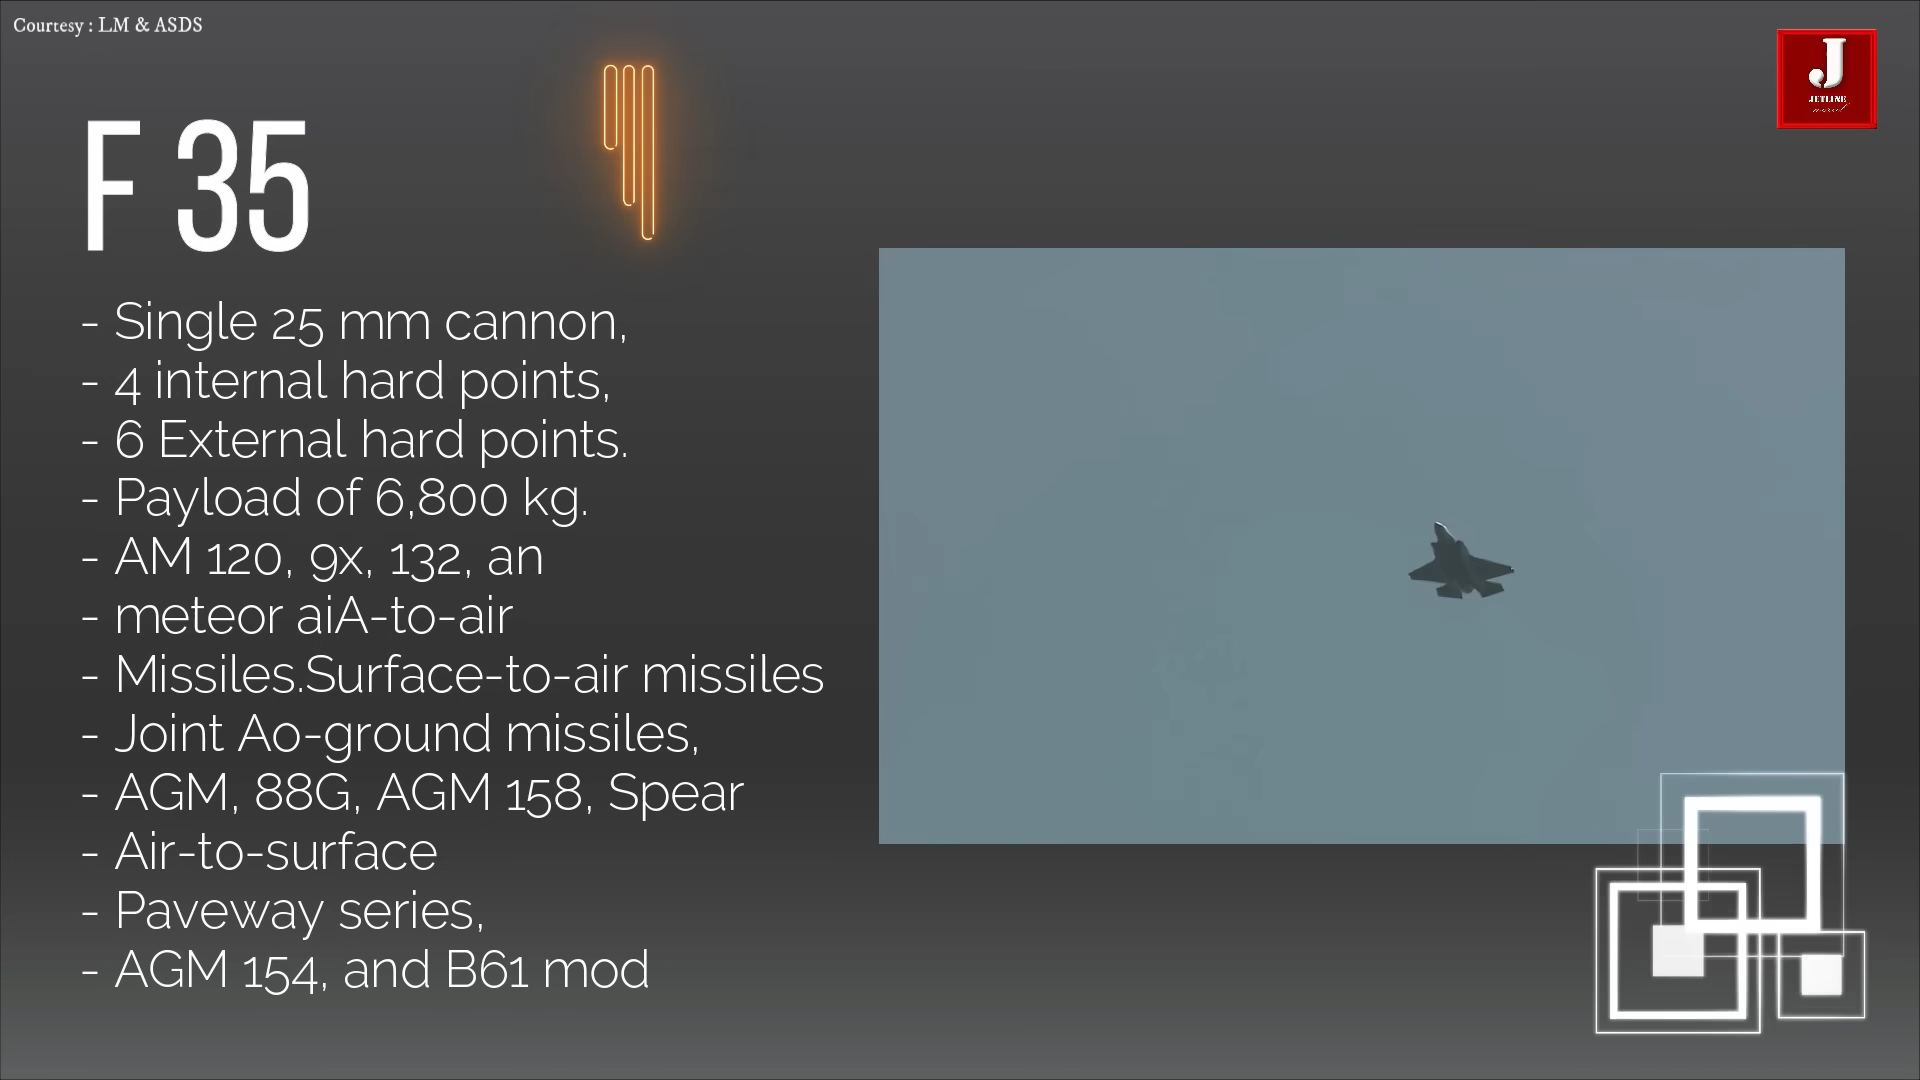 Courtesy : LM & ASDS
J
JETLINE
marvel
F 35
- Single 25 mm cannon,
- 4 internal hard points,
- 6 External hard points.
- Payload of 6,800 kg.
- AM 120, 9x, 132, an
- meteor aiA-to-air
- Missiles.Surface-to-air missiles
- Joint Ao-ground missiles,
- AGM, 88G, AGM 158, Spear
- Air-to-surface
- Paveway series,
- AGM 154, and B61 mod